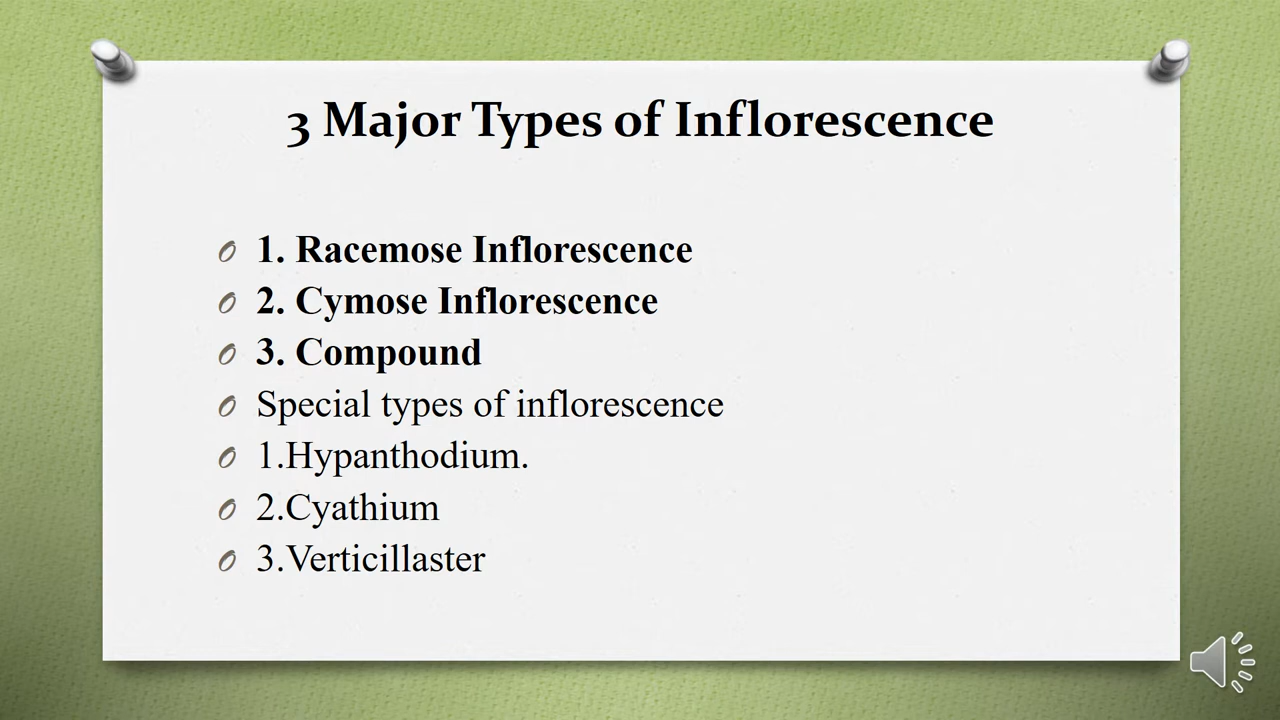 3 Major Types of Inflorescence
1. Racemose Inflorescence
2. Cymose Inflorescence
3. Compound
Special types of inflorescence
1.Hypanthodium.
2.Cyathium
3.Verticillaster